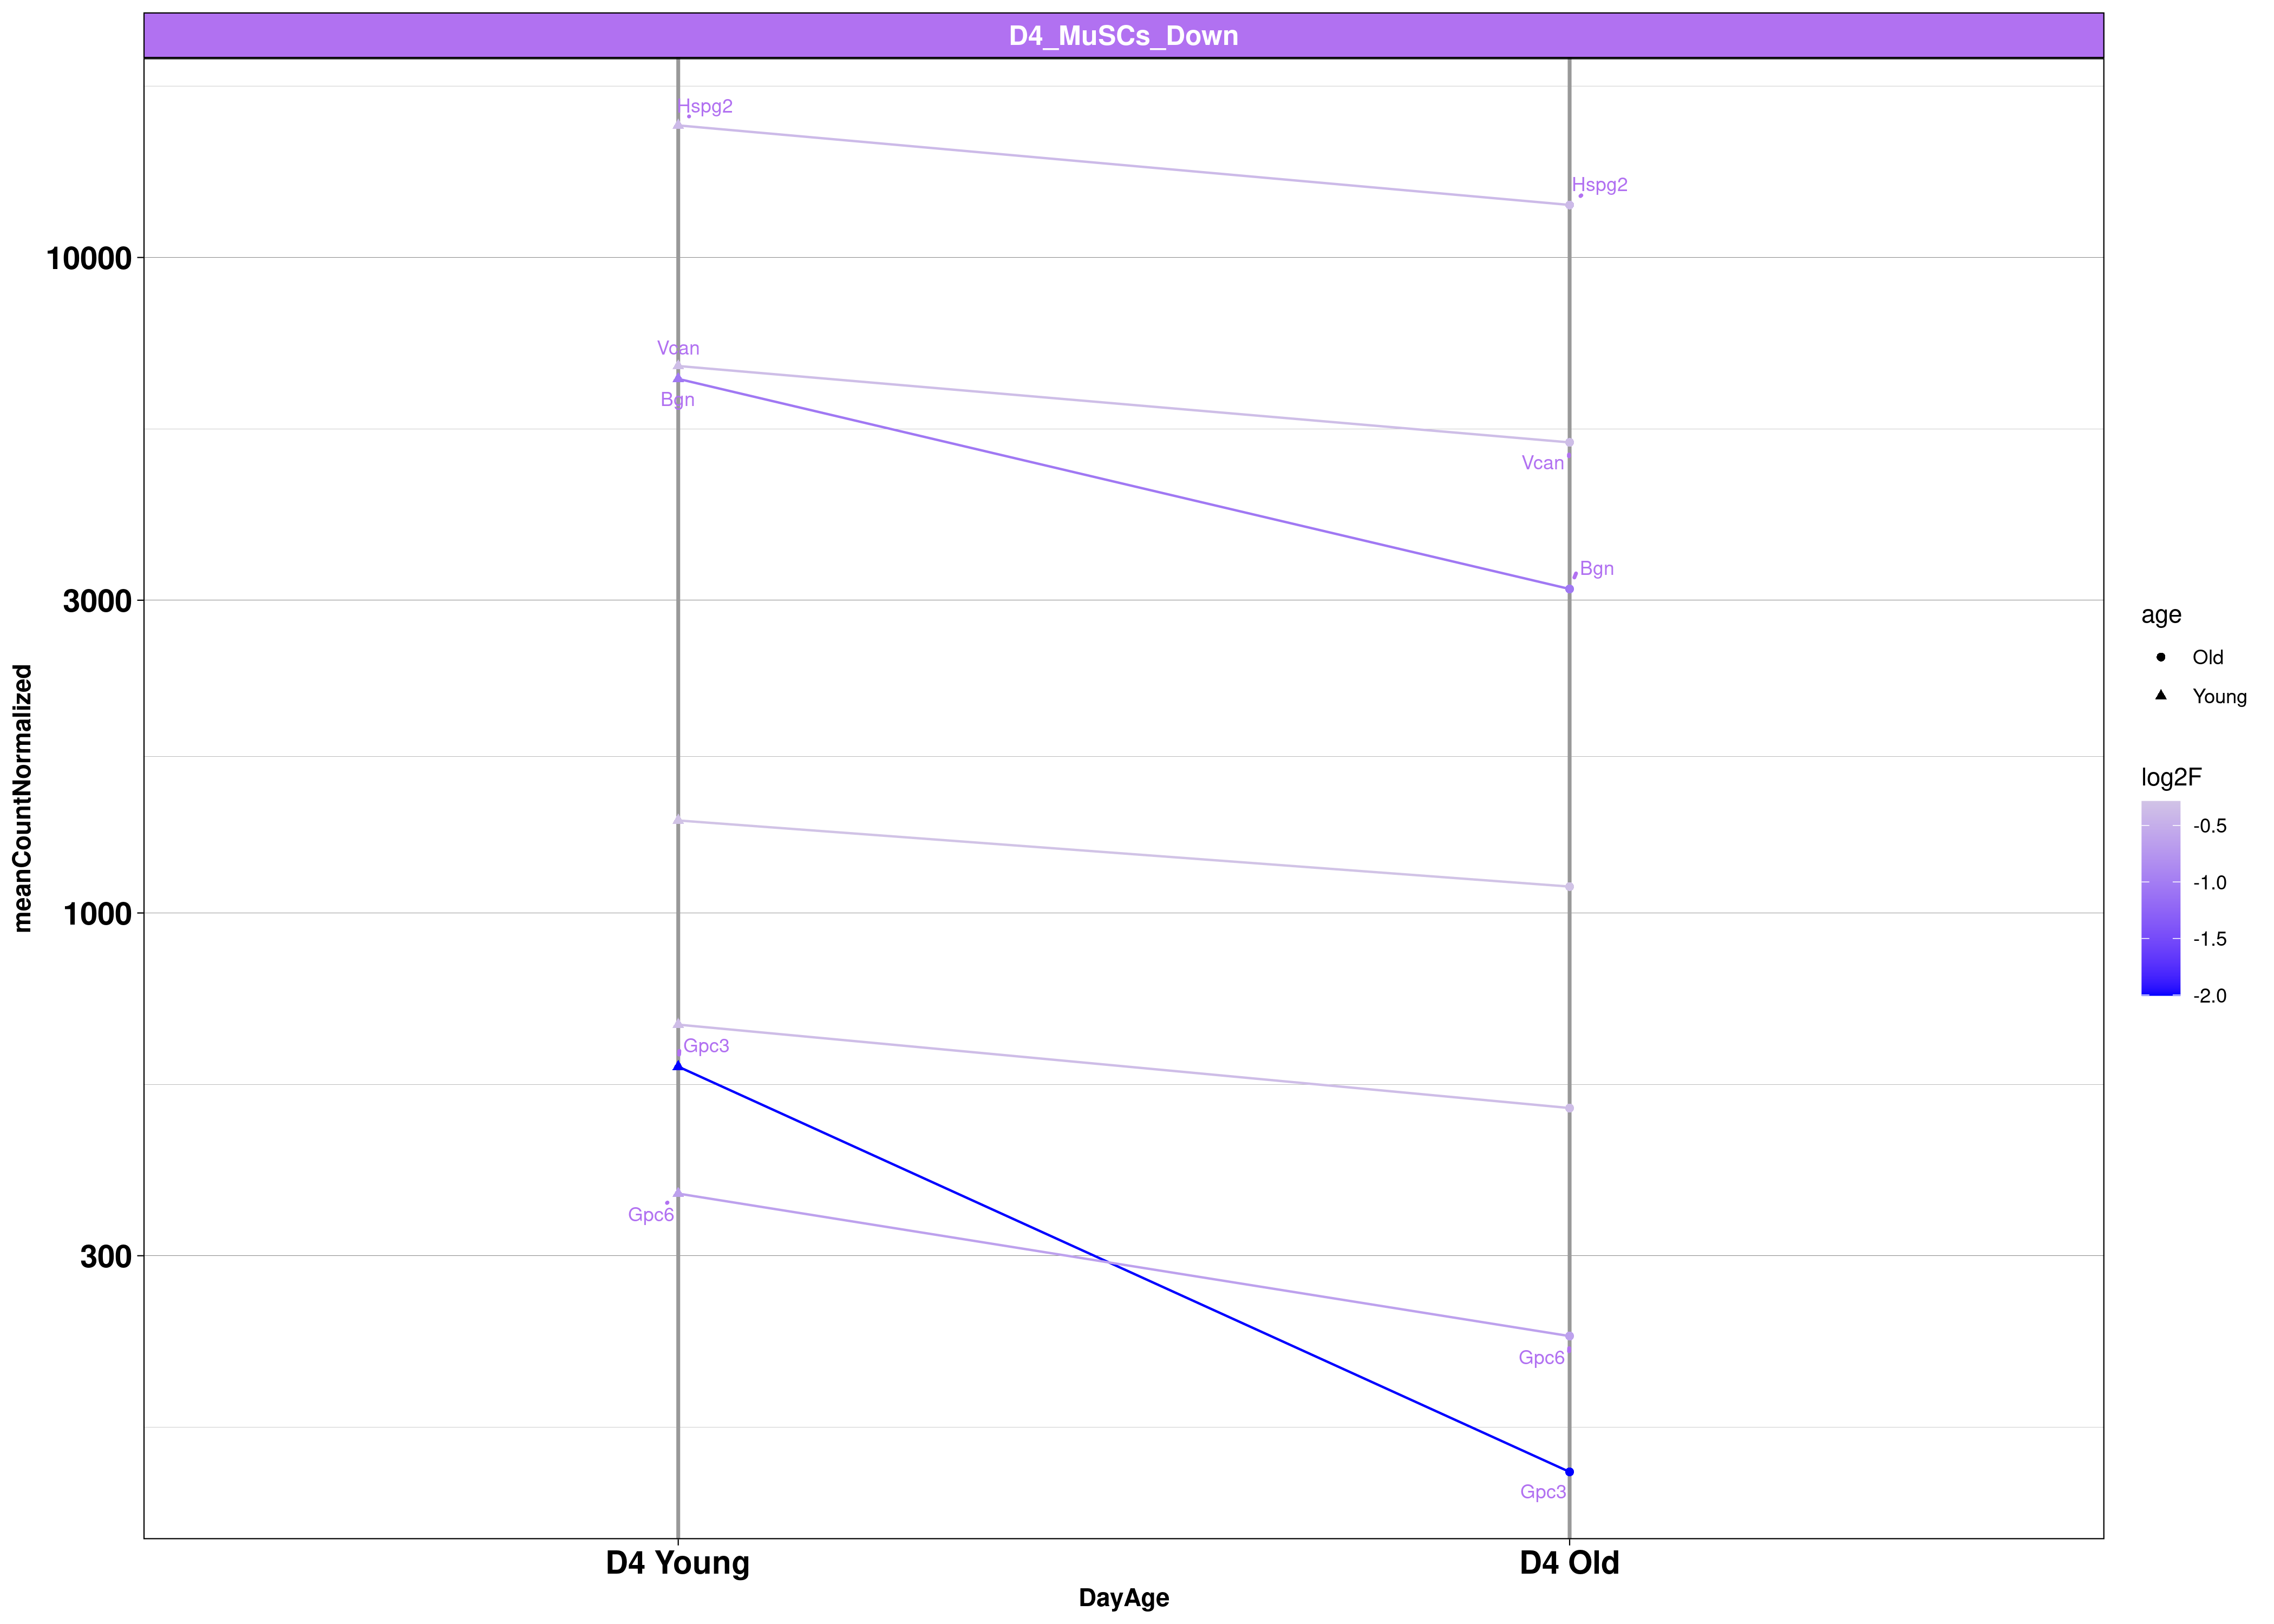 D4_MuSCs_Down
Hspg2
Hspg2
10000
Vcan
Bgn
Vcan
Bgn
3000
1000
Gpc3
Gpc6
300
Gpc6
Gpc3
meanCountNormalized
D4 Young
D4 Old
DayAge
age
Old
Young
log2F
-0.5
-1.0
-1.5
-2.0